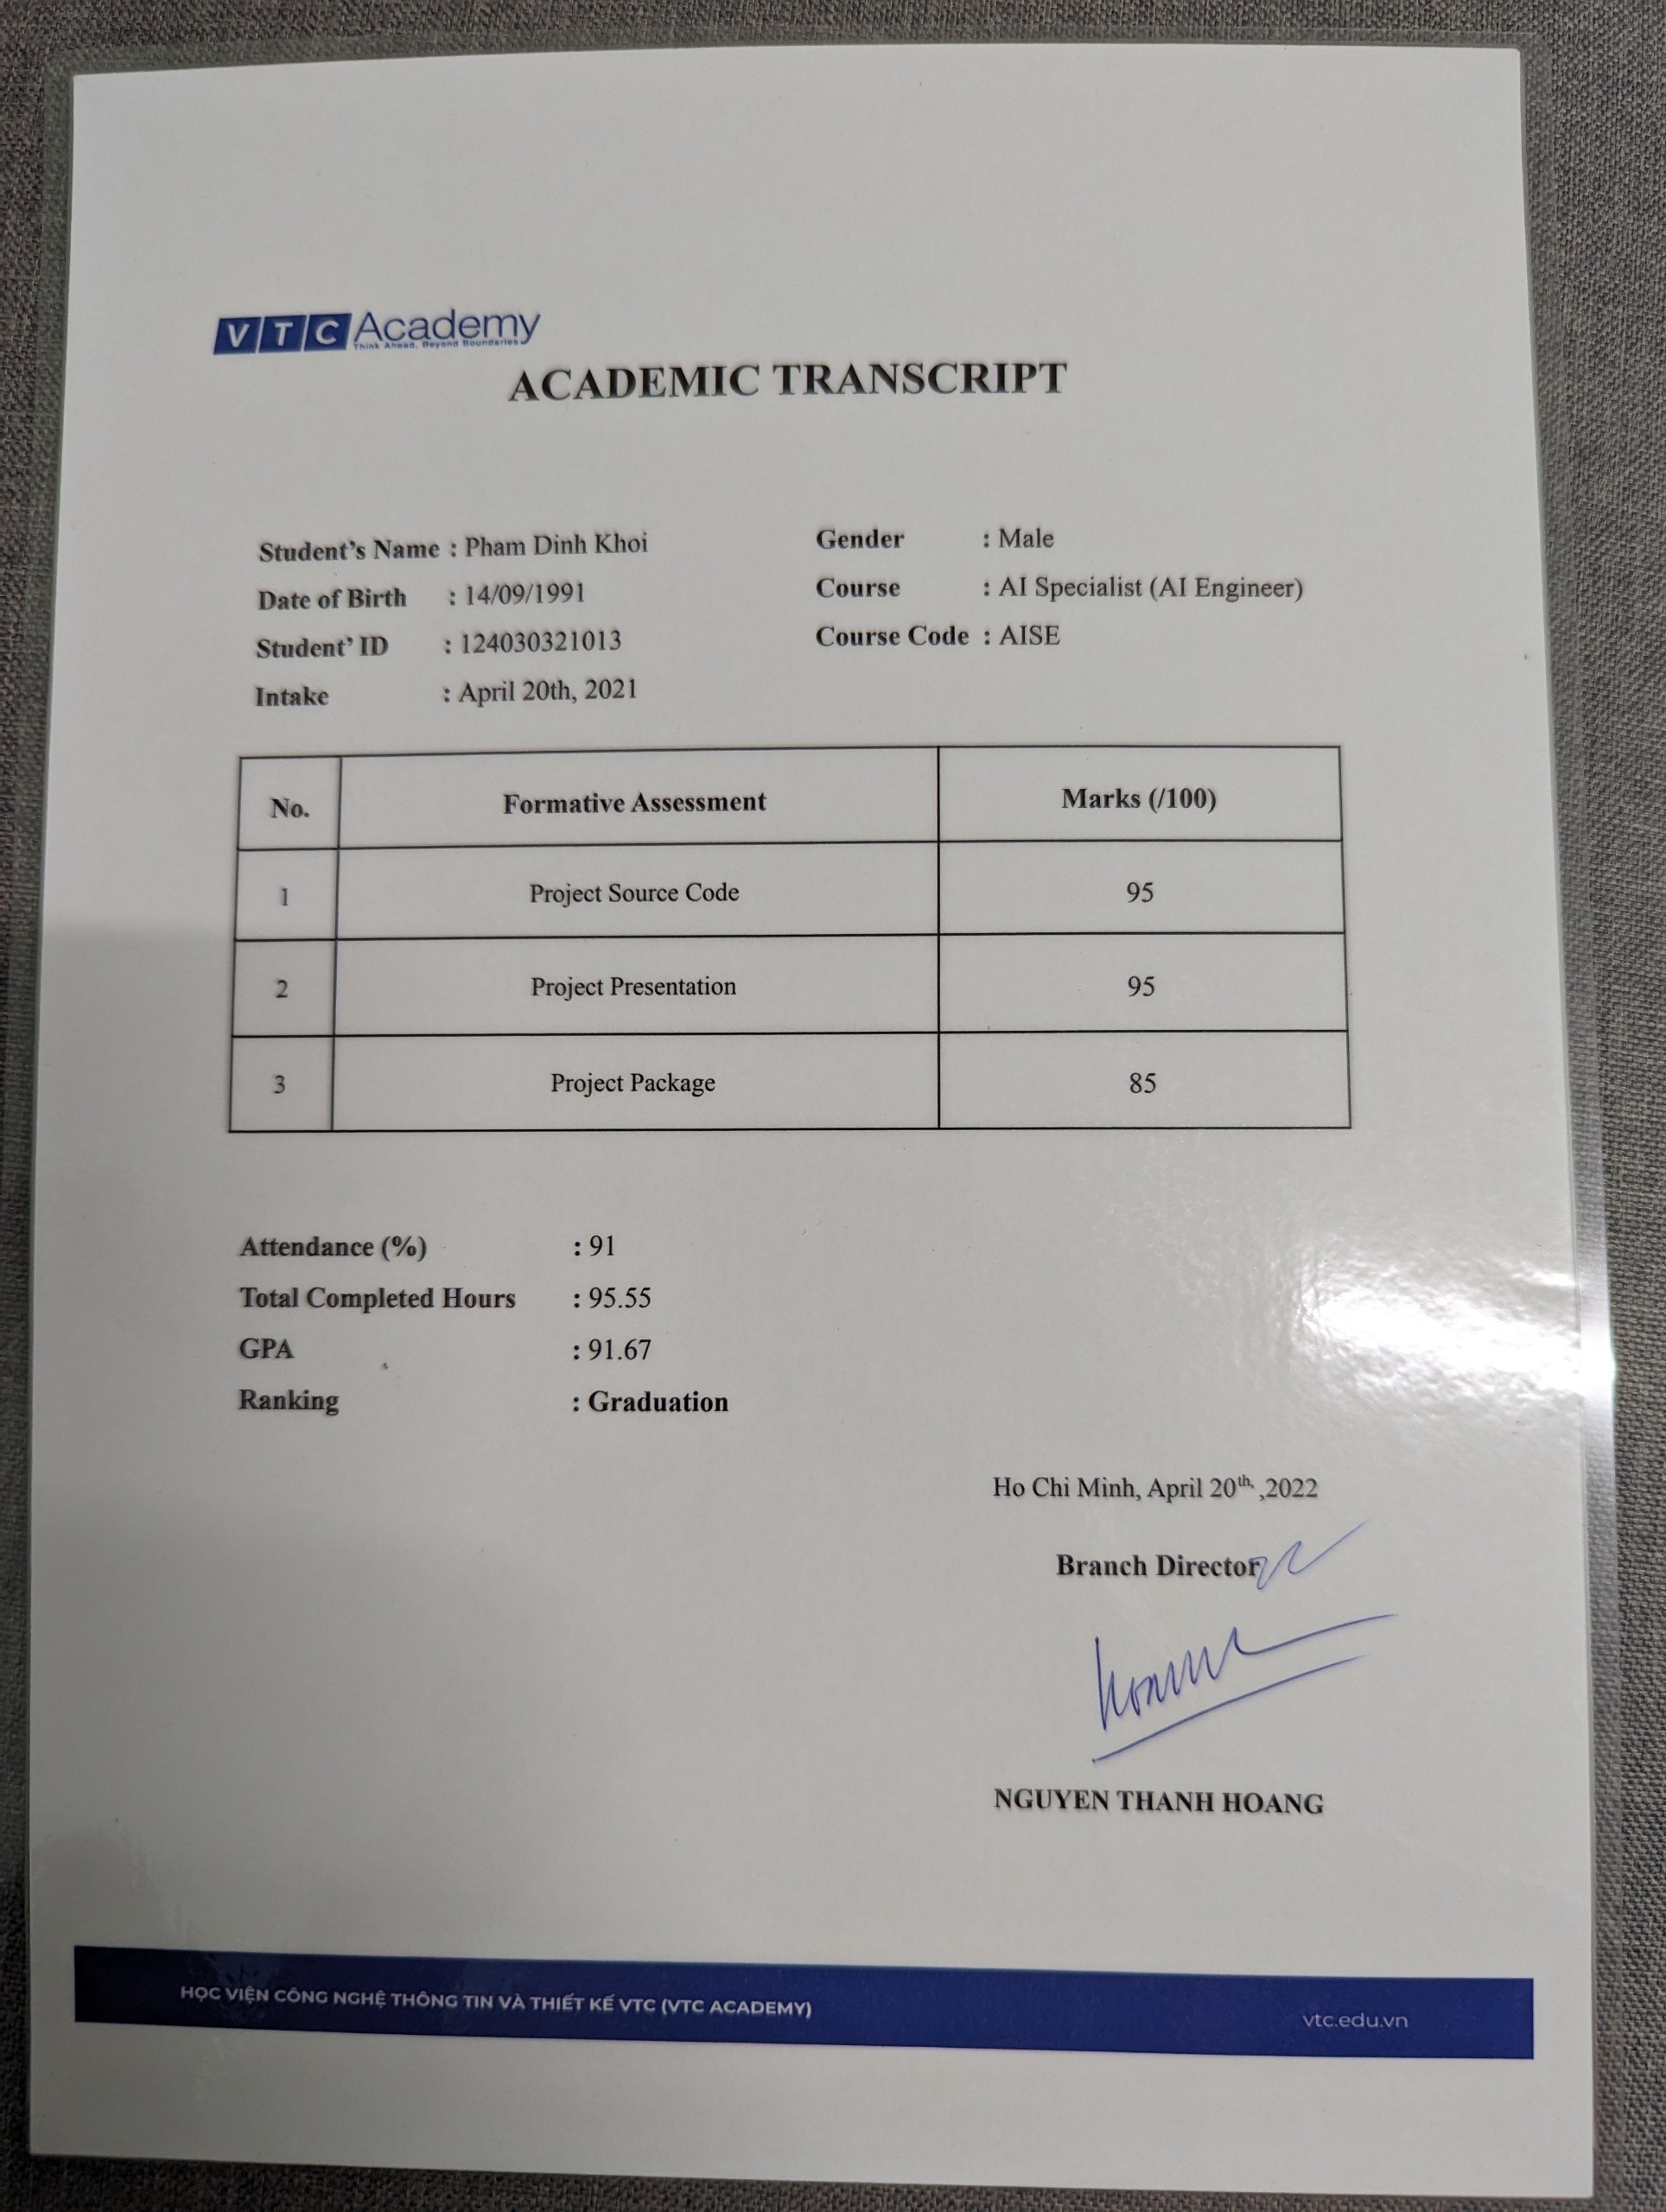 VTC Academy
Think Ahead, Beyond Boundaries
ACADEMIC TRANSCRIPT
Student's Name : Pham Dinh Khoi
Date of Birth : 14/09/1991
Student' ID : 124030321013
Intake : April 20th, 2021
Gender : Male
Course : AI Specialist (AI Engineer)
Course Code : AISE
No. Formative Assessment Marks (/100)
1 Project Source Code 95
2 Project Presentation 95
3 Project Package 85
Attendance (%) : 91
Total Completed Hours : 95.55
GPA : 91.67
Ranking : Graduation
Ho Chi Minh, April 20th, ,2022
Branch Director
NGUYEN THANH HOANG
HỌC VIỆN CÔNG NGHỆ THÔNG TIN VÀ THIẾT KẾ VTC (VTC ACADEMY)
vtc.edu.vn